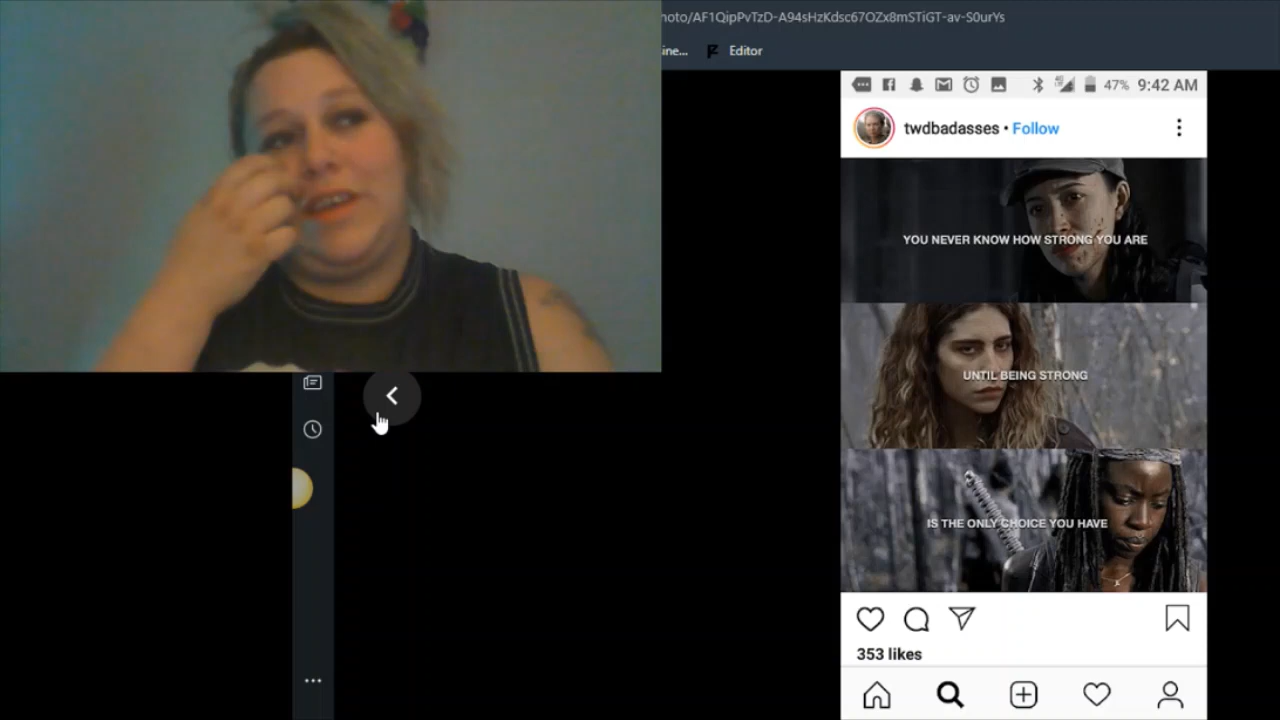 hoto/AF1QipPvTzD-A94sHzKdsc67OZx8mSTiGT-av-S0urYs
ine... Editor
47% 9:42 AM
twdbadasses • Follow
YOU NEVER KNOW HOW STRONG YOU ARE
UNTIL BEING STRONG
IS THE ONLY CHOICE YOU HAVE
353 likes